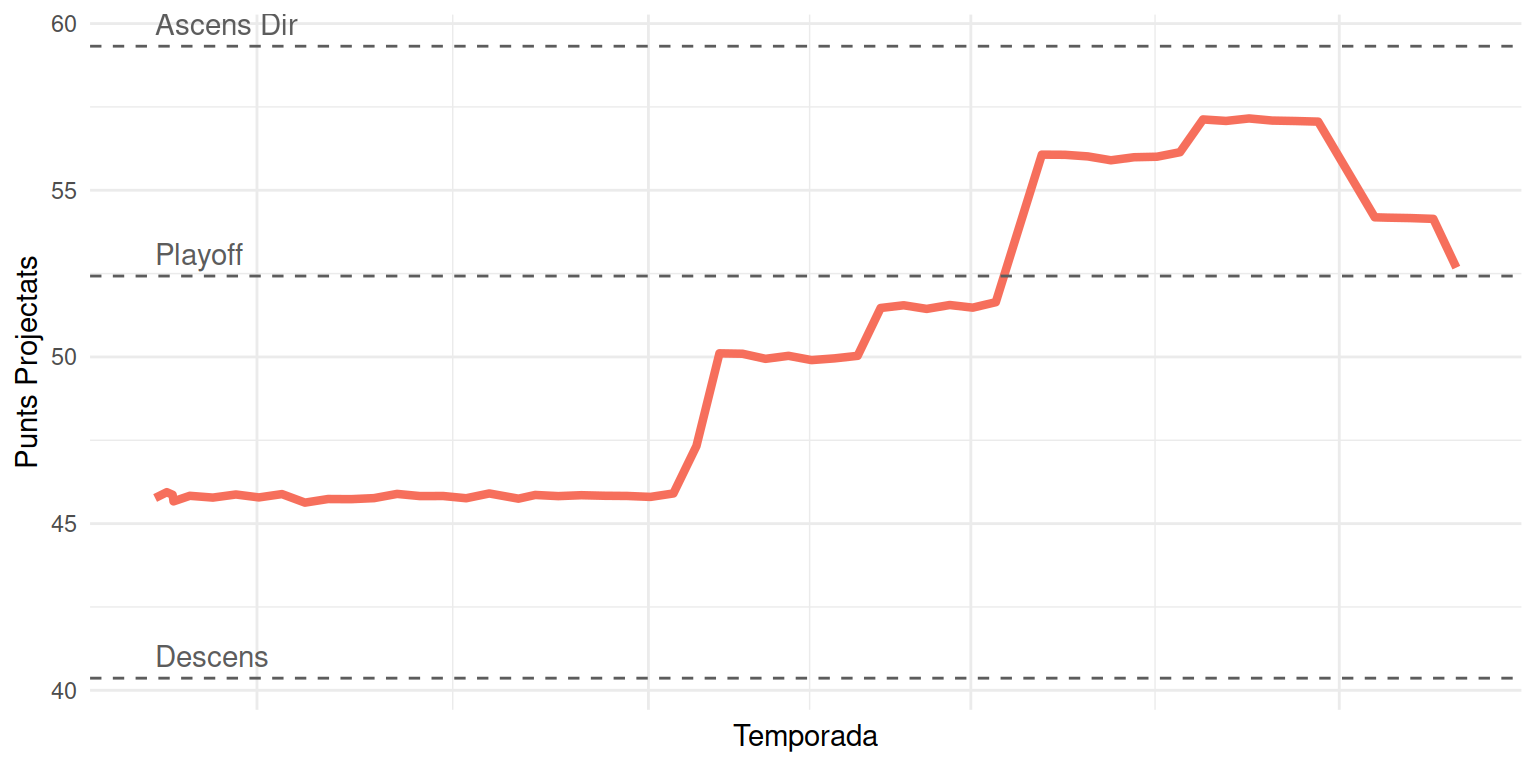 60
Ascens Dir
55
Playoff
50
45
Descens
40
Punts Projectats
Temporada